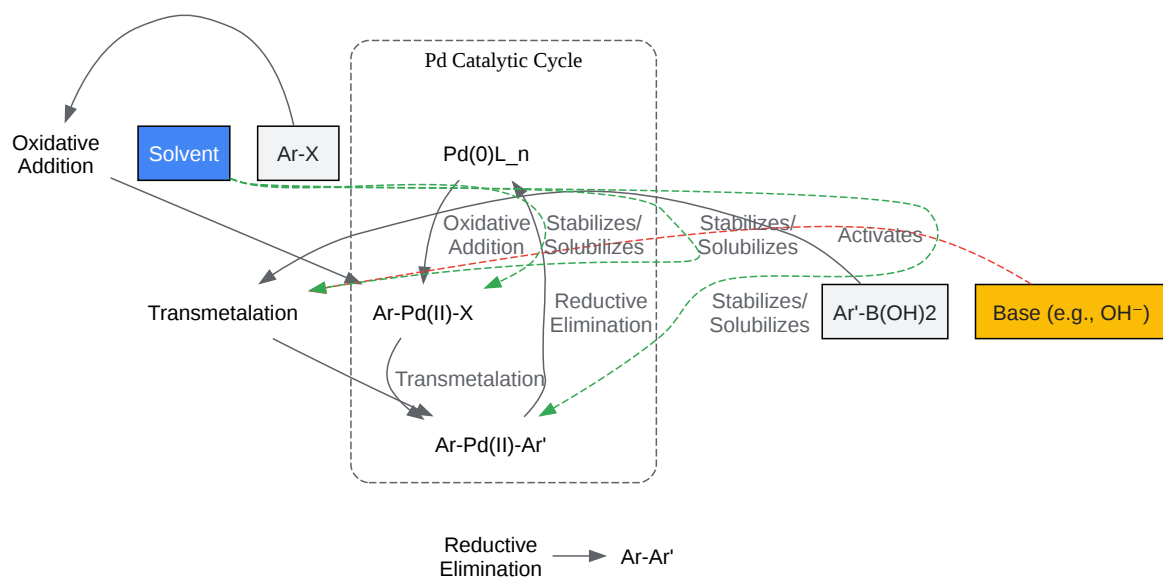 Pd Catalytic Cycle
Oxidative
Addition
Solvent
Ar-X
Pd(0)L_n
Oxidative
Addition
Stabilizes/
Solubilizes
Stabilizes/
Solubilizes
Activates
Transmetalation
Ar-Pd(II)-X
Reductive
Elimination
Stabilizes/
Solubilizes
Ar'-B(OH)2
Base (e.g., OH⁻)
Transmetalation
Ar-Pd(II)-Ar'
Reductive
Elimination
Ar-Ar'